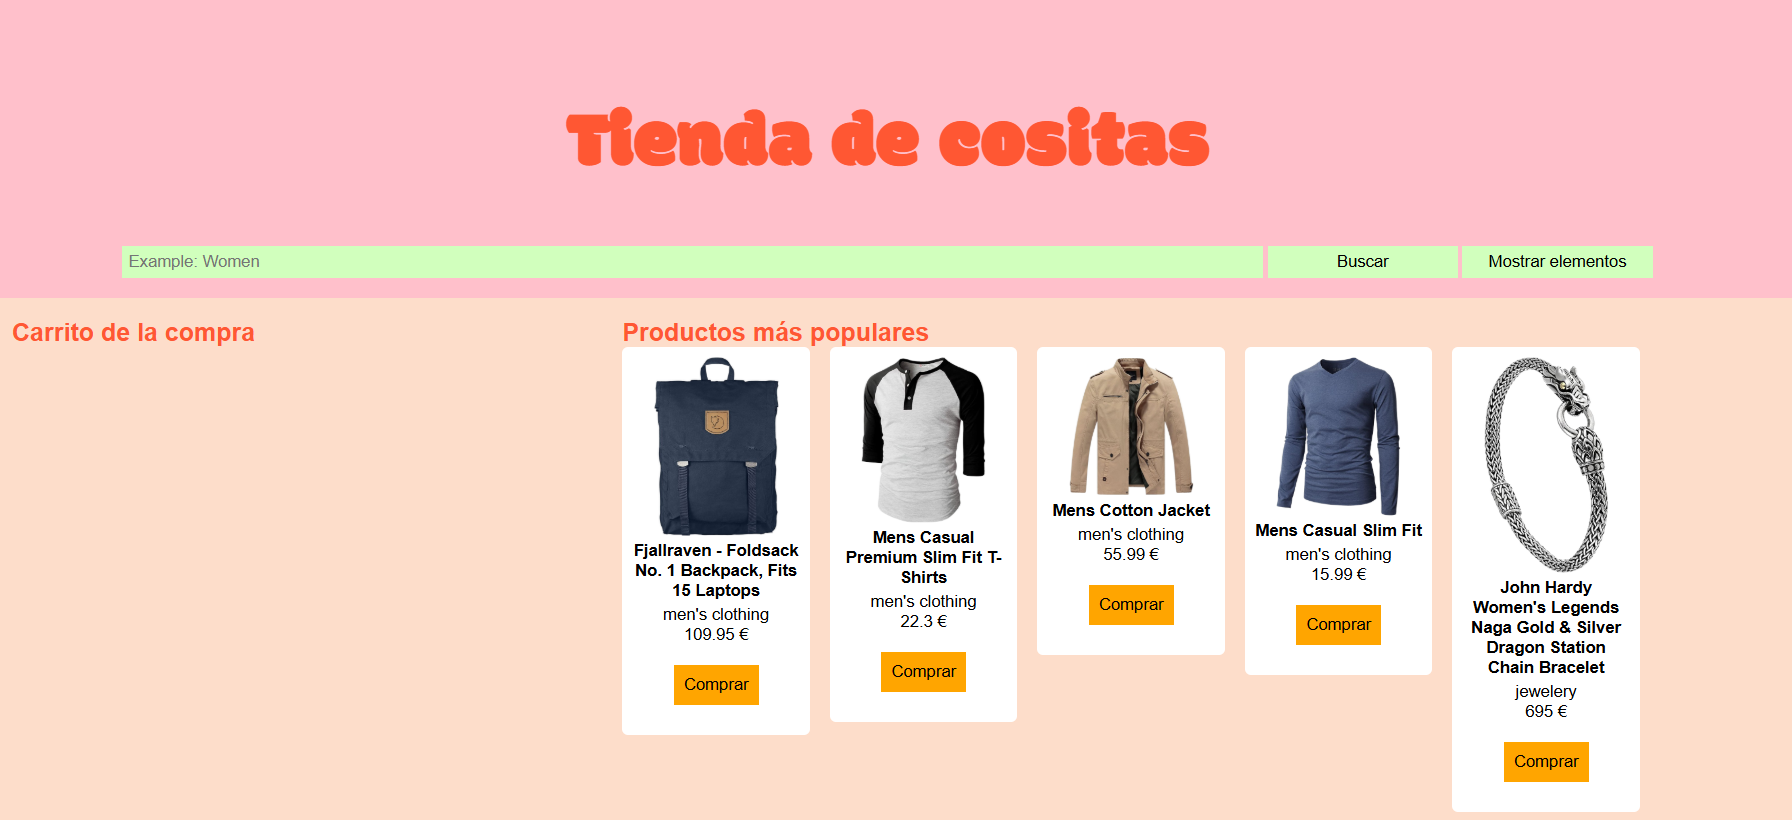 Tienda de cositas
Example: Women
Buscar
Mostrar elementos
Carrito de la compra
Productos más populares
Fjallraven - Foldsack
No. 1 Backpack, Fits
15 Laptops
men's clothing
109.95 €
Comprar
Mens Casual
Premium Slim Fit T-
Shirts
men's clothing
22.3 €
Comprar
Mens Cotton Jacket
men's clothing
55.99 €
Comprar
Mens Casual Slim Fit
men's clothing
15.99 €
Comprar
John Hardy
Women's Legends
Naga Gold & Silver
Dragon Station
Chain Bracelet
jewelery
695 €
Comprar